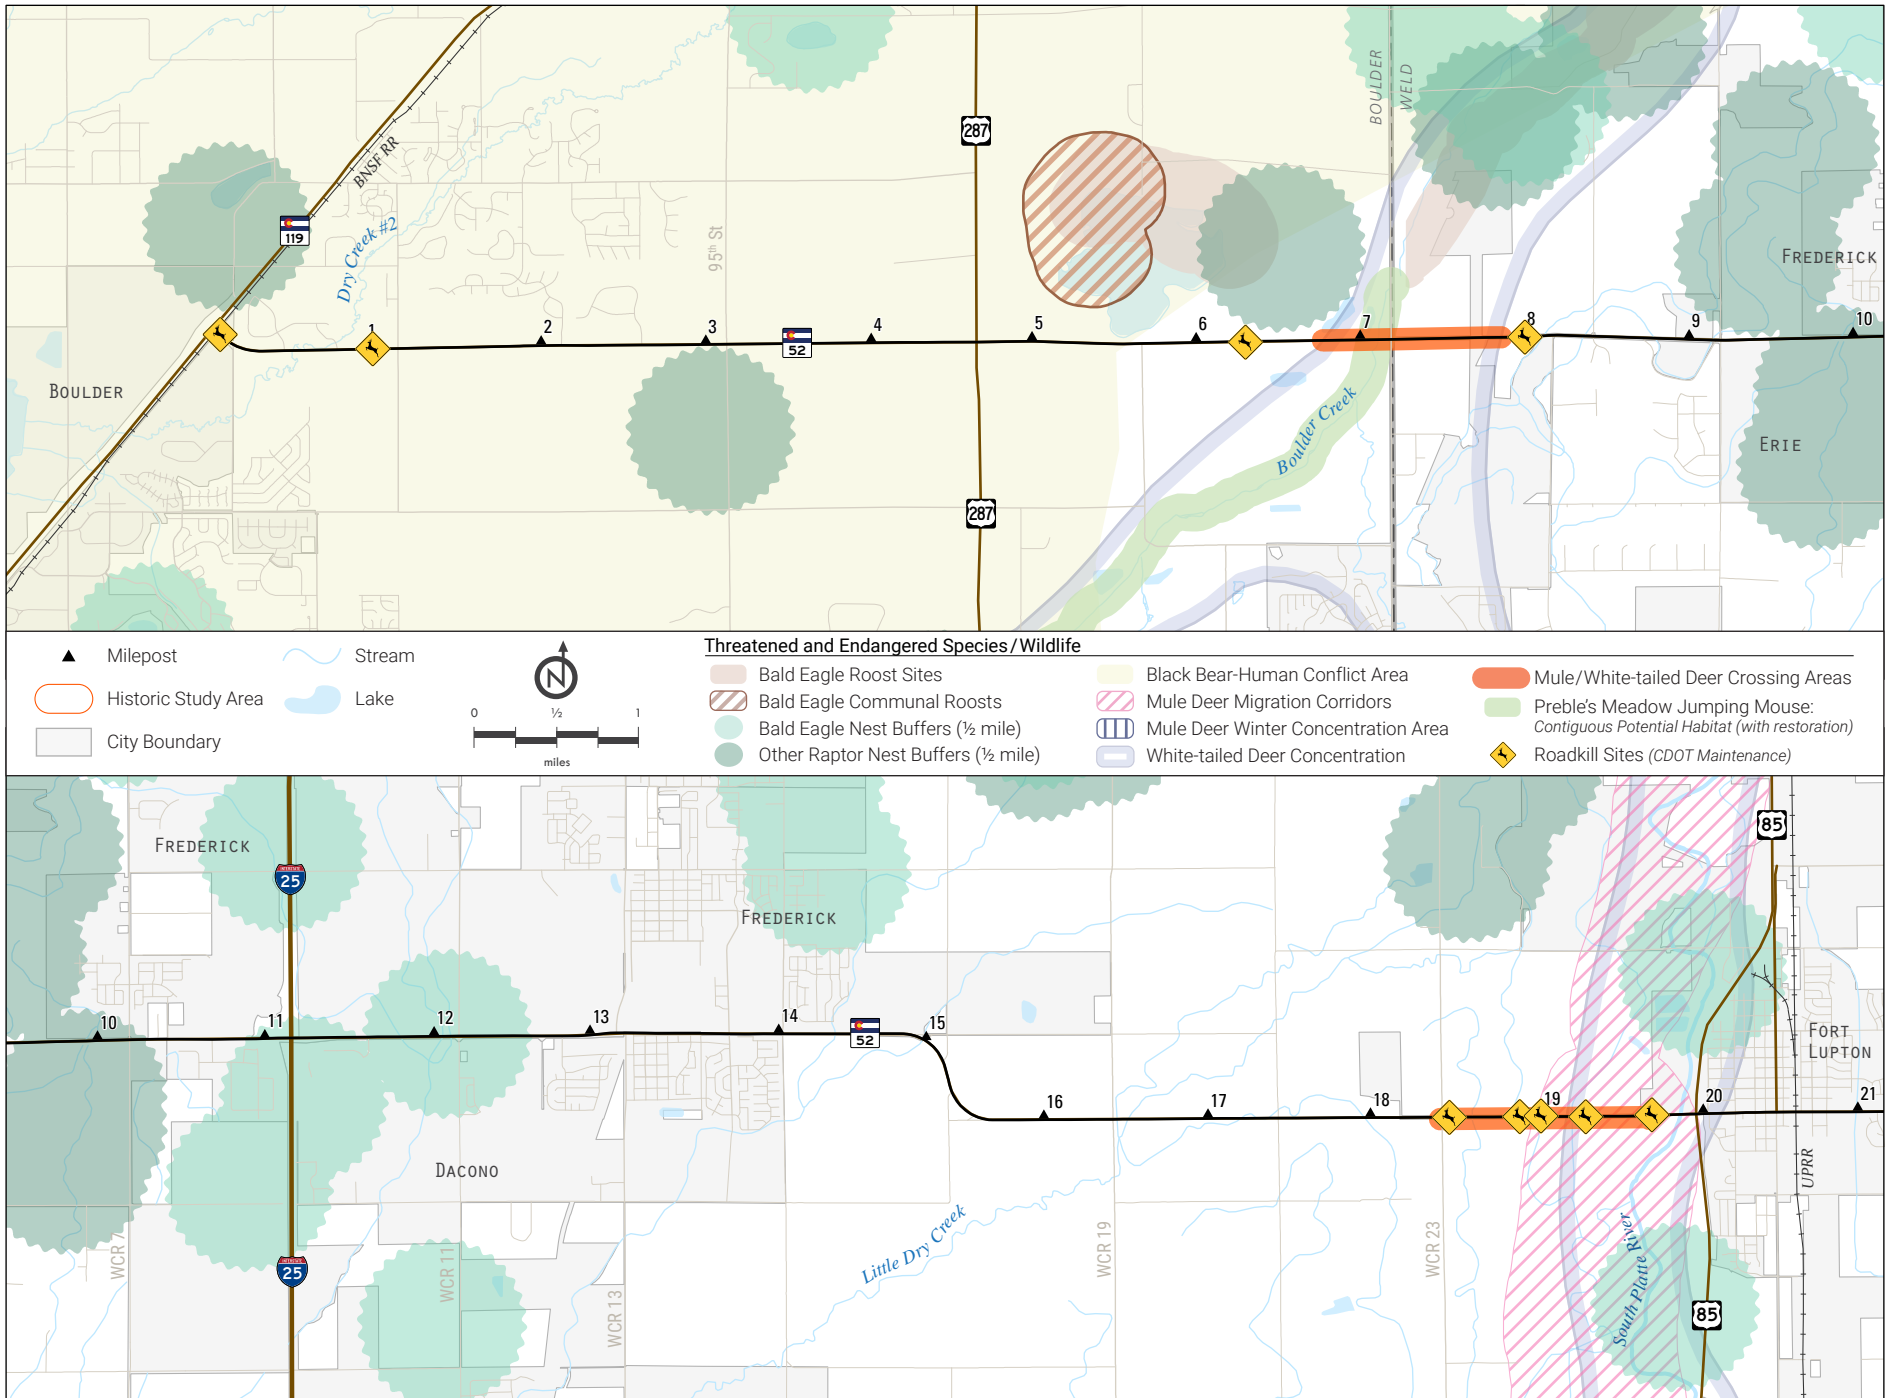 BOULDER
WELD
287
BNSF RR
119
Dry Creek #2
95th St
FREDERICK
1
2
3
52
4
5
6
7
8
9
10
BOULDER
Boulder Creek
ERIE
287
Milepost
Historic Study Area
City Boundary
Stream
Lake
N
0 ½ 1
miles
Threatened and Endangered Species/Wildlife
Bald Eagle Roost Sites
Bald Eagle Communal Roosts
Bald Eagle Nest Buffers (½ mile)
Other Raptor Nest Buffers (½ mile)
Black Bear-Human Conflict Area
Mule Deer Migration Corridors
Mule Deer Winter Concentration Area
White-tailed Deer Concentration
Mule/White-tailed Deer Crossing Areas
Preble's Meadow Jumping Mouse:
Contiguous Potential Habitat (with restoration)
Roadkill Sites (CDOT Maintenance)
FREDERICK
INTERSTATE
25
FREDERICK
85
10
11
12
13
14
52
15
FORT
LUPTON
16
17
18
19
20
21
DACONO
UPRR
Little Dry Creek
WCR 7
WCR 11
WCR 13
WCR 19
WCR 23
South Platte River
INTERSTATE
25
85